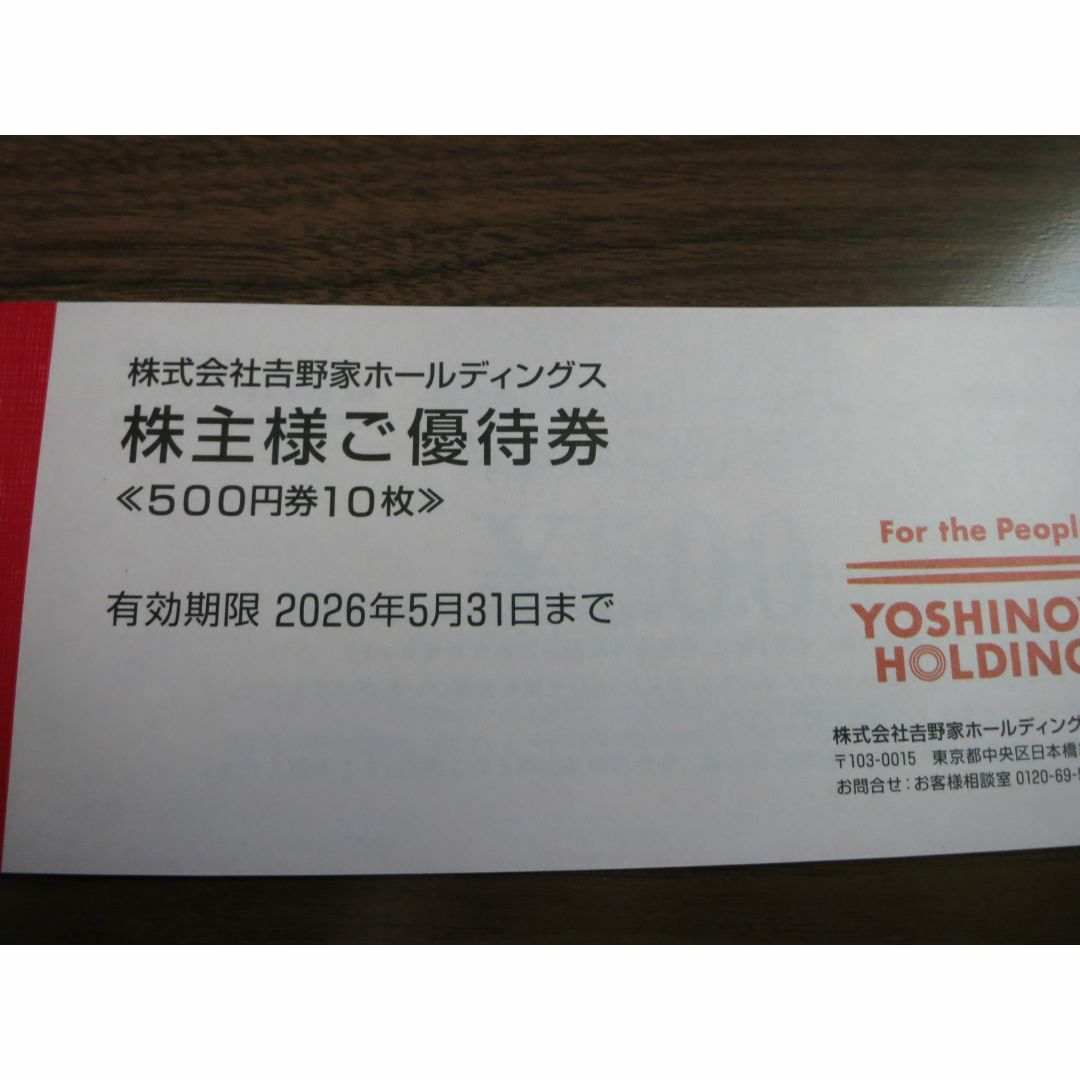 株式会社𠮷野家ホールディングス
株主様ご優待券
≪500円券10枚≫
有効期限 2026年5月31日まで
For the Peopl
YOSHINO
HOLDING
株式会社𠮷野家ホールディング
〒103-0015 東京都中央区日本橋
お問合せ:お客様相談室 0120-69-